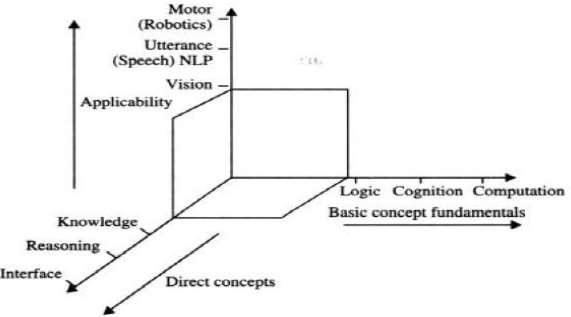 Motor
(Robotics)
Utterance
(Speech) NLP
Vision
Applicability
Logic Cognition Computation
Basic concept fundamentals
Knowledge
Reasoning
Interface
Direct concepts